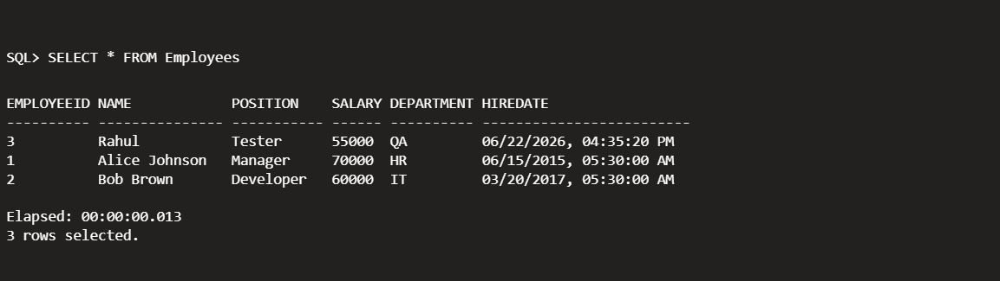 SQL> SELECT * FROM Employees
EMPLOYEEID NAME            POSITION    SALARY DEPARTMENT HIREDATE
---------- --------------- ----------- ------ ---------- -------------------------
3          Rahul           Tester      55000  QA         06/22/2026, 04:35:20 PM
1          Alice Johnson   Manager     70000  HR         06/15/2015, 05:30:00 AM
2          Bob Brown       Developer   60000  IT         03/20/2017, 05:30:00 AM
Elapsed: 00:00:00.013
3 rows selected.